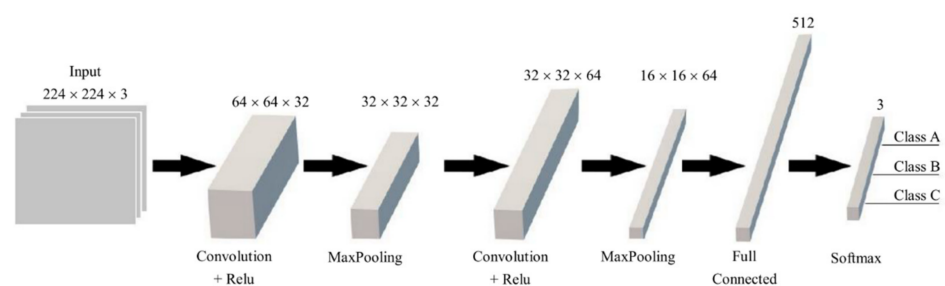 Input
224 × 224 × 3
64 × 64 × 32
32 × 32 × 32
32 × 32 × 64
16 × 16 × 64
512
3
Class A
Class B
Class C
Convolution
+ Relu
MaxPooling
Convolution
+ Relu
MaxPooling
Full
Connected
Softmax